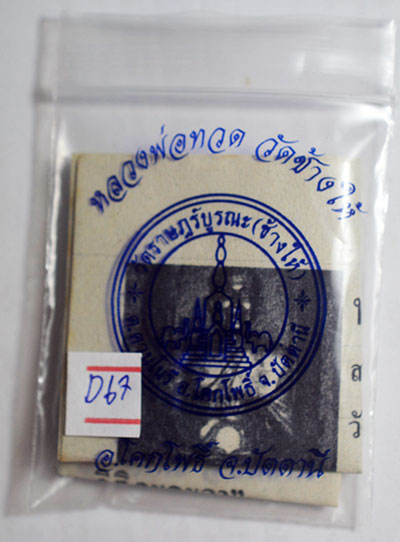 หลวงพ่อทวด วัดช้างให้
วัดราษฎร์บูรณะ(ช้างให้)
อ.โคกโพธิ์ จ.ปัตตานี
D67
ใ
ส
วั
อ.โคกโพธิ์ จ.ปัตตานี